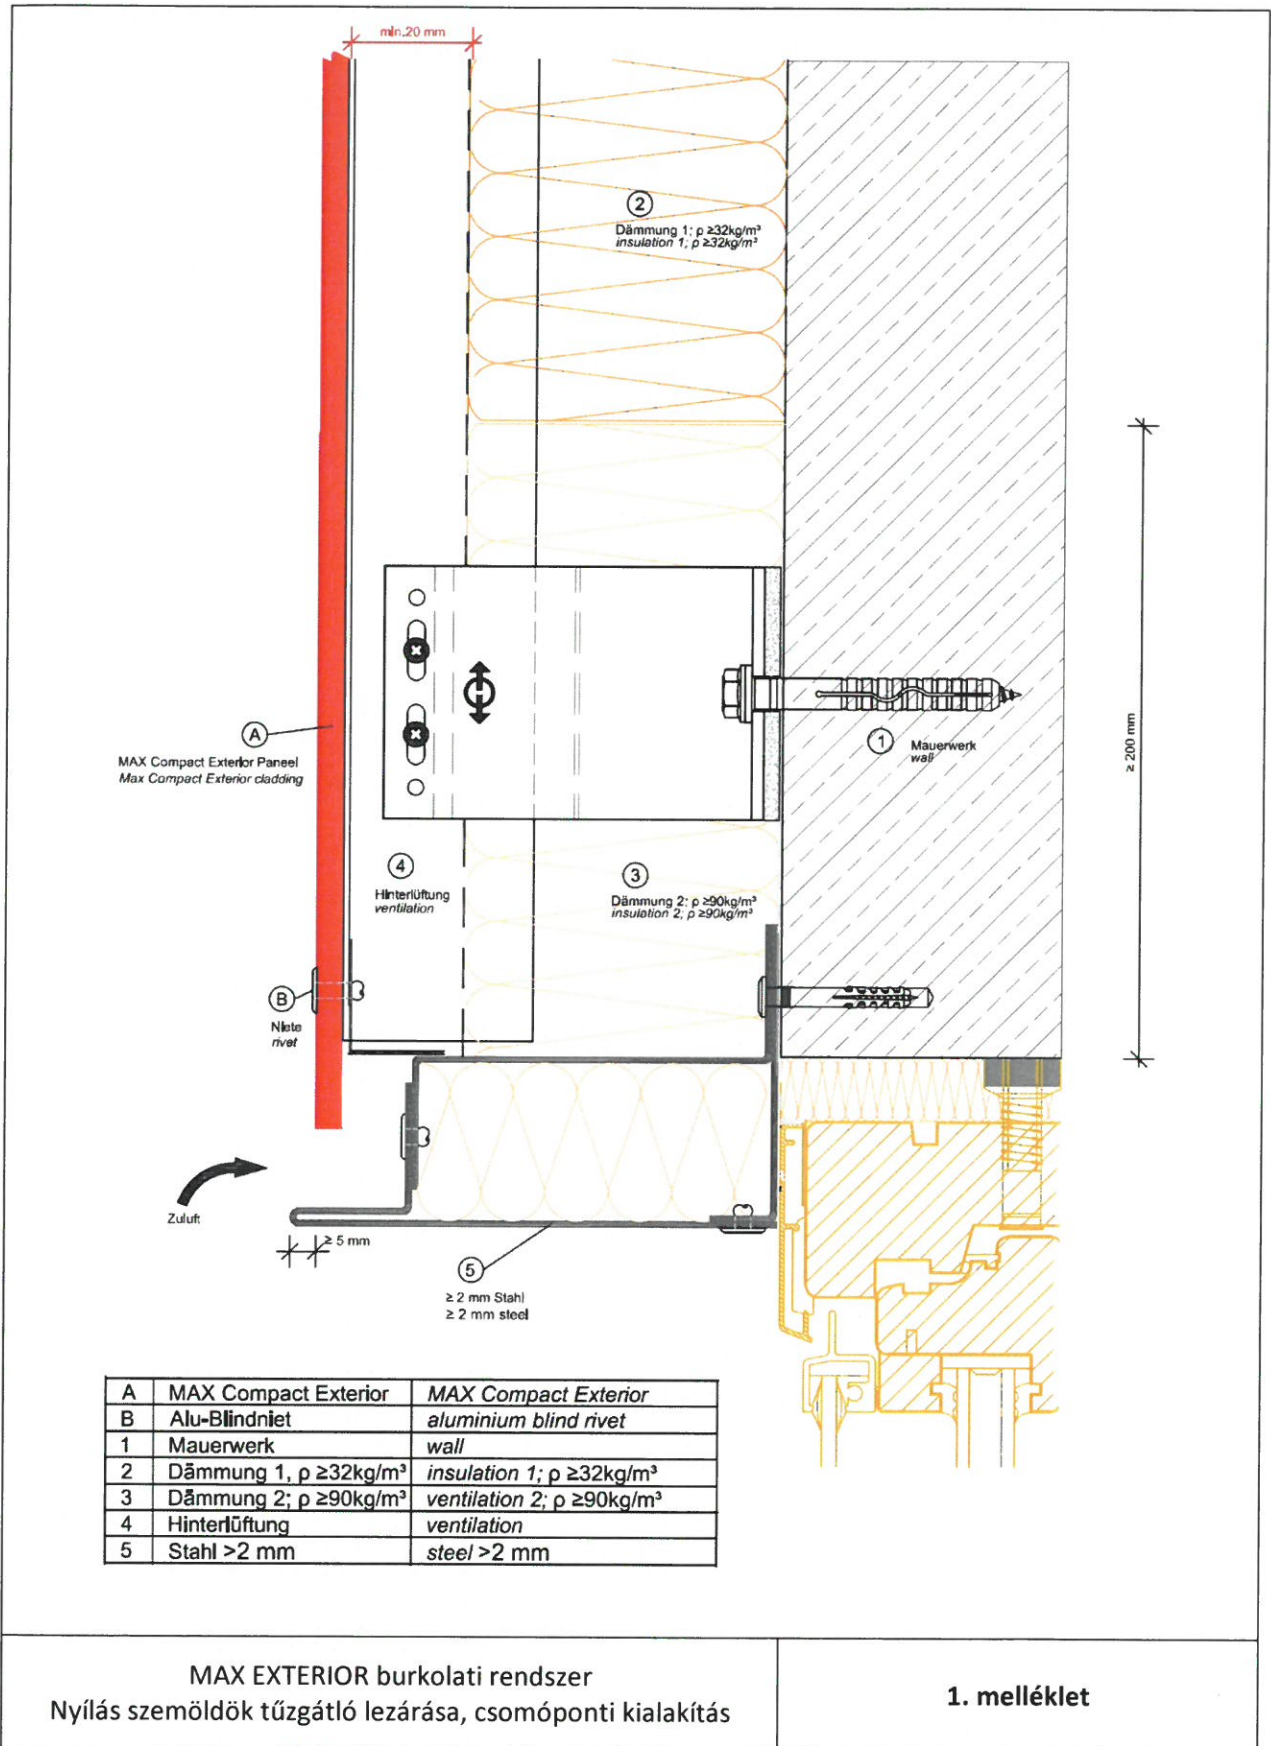 min.20 mm
2
Dämmung 1; ρ ≥32kg/m³
insulation 1; ρ ≥32kg/m³
A
MAX Compact Exterior Paneel
Max Compact Exterior cladding
1
Mauerwerk
wall
≥ 200 mm
4
Hinterlüftung
ventilation
3
Dämmung 2; ρ ≥90kg/m³
insulation 2; ρ ≥90kg/m³
B
Niete
rivet
Zuluft
≥ 5 mm
5
≥ 2 mm Stahl
≥ 2 mm steel
A MAX Compact Exterior MAX Compact Exterior
B Alu-Blindniet aluminium blind rivet
1 Mauerwerk wall
2 Dämmung 1, ρ ≥32kg/m³ insulation 1; ρ ≥32kg/m³
3 Dämmung 2; ρ ≥90kg/m³ ventilation 2; ρ ≥90kg/m³
4 Hinterlüftung ventilation
5 Stahl >2 mm steel >2 mm
MAX EXTERIOR burkolati rendszer
Nyílás szemöldök tűzgátló lezárása, csomóponti kialakítás
1. melléklet